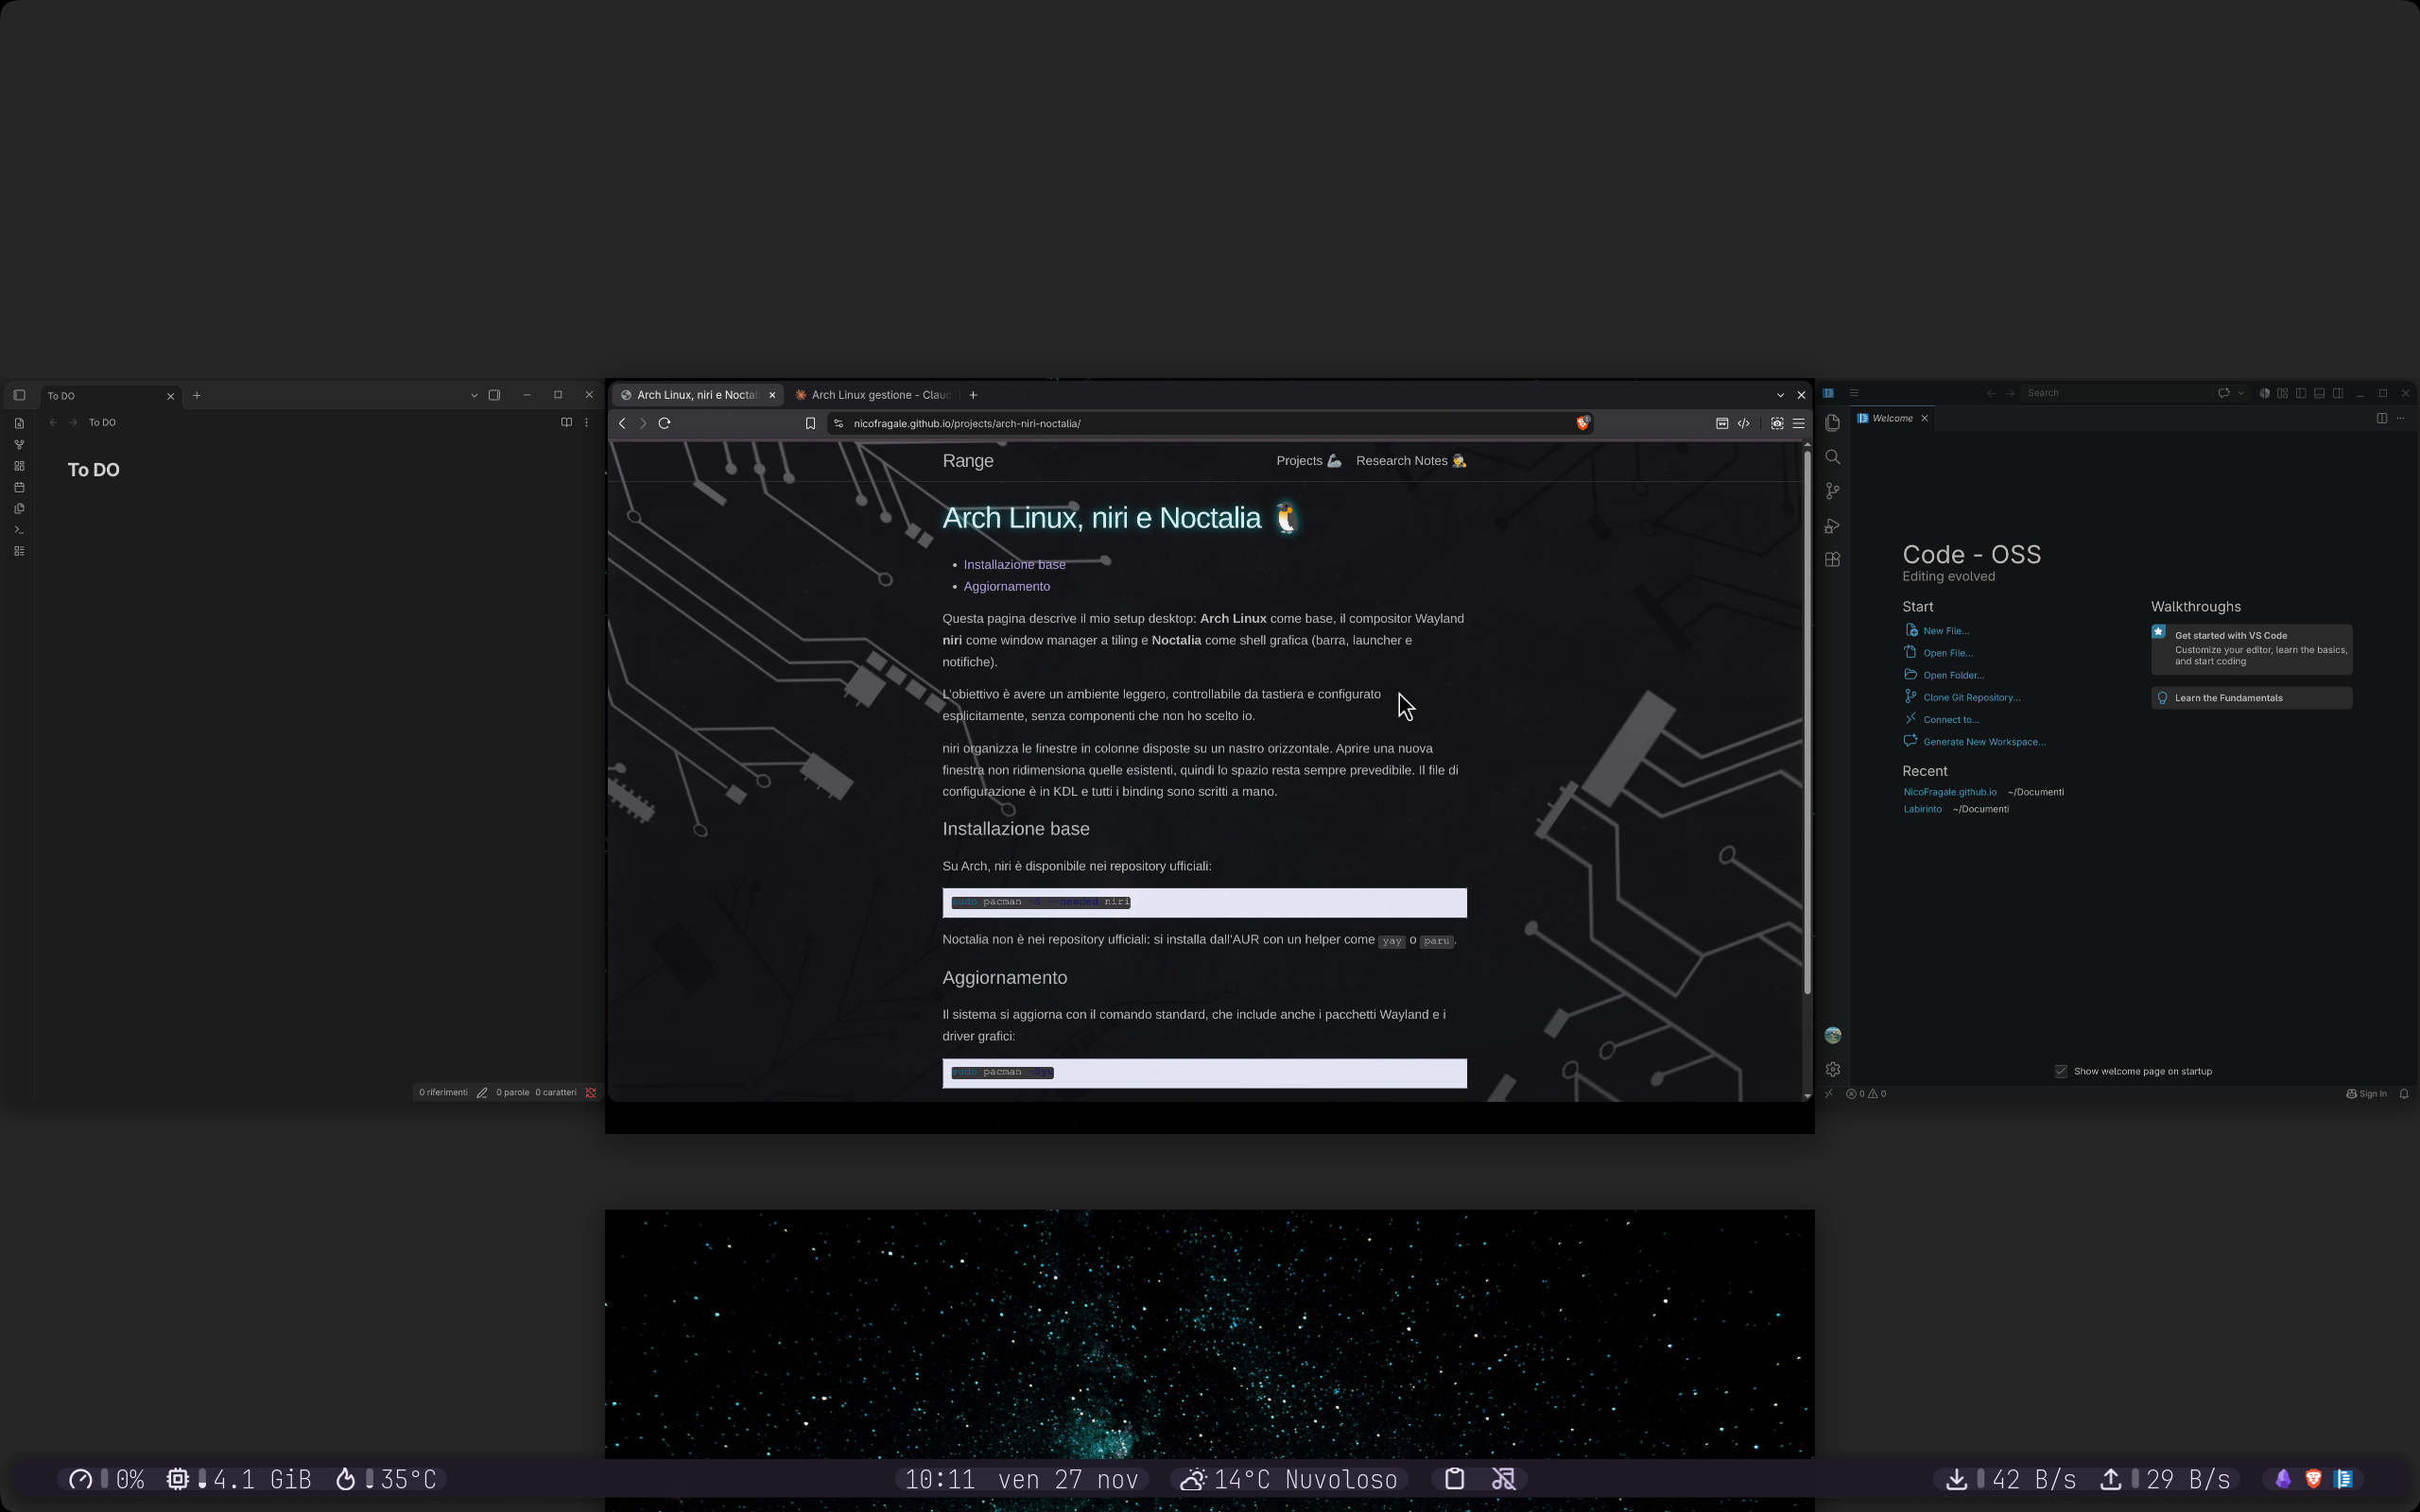 To DO
To DO
To DO
0 riferimenti 0 parole 0 caratteri
Arch Linux, niri e Noctali
Arch Linux gestione - Claud
nicofragale.github.io/projects/arch-niri-noctalia/
Range
Projects 🦾 Research Notes 🕵️
Arch Linux, niri e Noctalia 🐧
• Installazione base
• Aggiornamento
Questa pagina descrive il mio setup desktop: Arch Linux come base, il compositor Wayland
niri come window manager a tiling e Noctalia come shell grafica (barra, launcher e
notifiche).
L'obiettivo è avere un ambiente leggero, controllabile da tastiera e configurato
esplicitamente, senza componenti che non ho scelto io.
niri organizza le finestre in colonne disposte su un nastro orizzontale. Aprire una nuova
finestra non ridimensiona quelle esistenti, quindi lo spazio resta sempre prevedibile. Il file di
configurazione è in KDL e tutti i binding sono scritti a mano.
Installazione base
Su Arch, niri è disponibile nei repository ufficiali:
sudo pacman -S --needed niri
Noctalia non è nei repository ufficiali: si installa dall'AUR con un helper come yay o paru.
Aggiornamento
Il sistema si aggiorna con il comando standard, che include anche i pacchetti Wayland e i
driver grafici:
sudo pacman -Syu
Search
Welcome
Code - OSS
Editing evolved
Start
New File...
Open File...
Open Folder...
Clone Git Repository...
Connect to...
Generate New Workspace...
Recent
NicoFragale.github.io ~/Documenti
Labirinto ~/Documenti
Walkthroughs
Get started with VS Code
Customize your editor, learn the basics,
and start coding
Learn the Fundamentals
Show welcome page on startup
0 0
Sign In
0% 4.1 GiB 35°C
10:11 ven 27 nov 14°C Nuvoloso
42 B/s 29 B/s